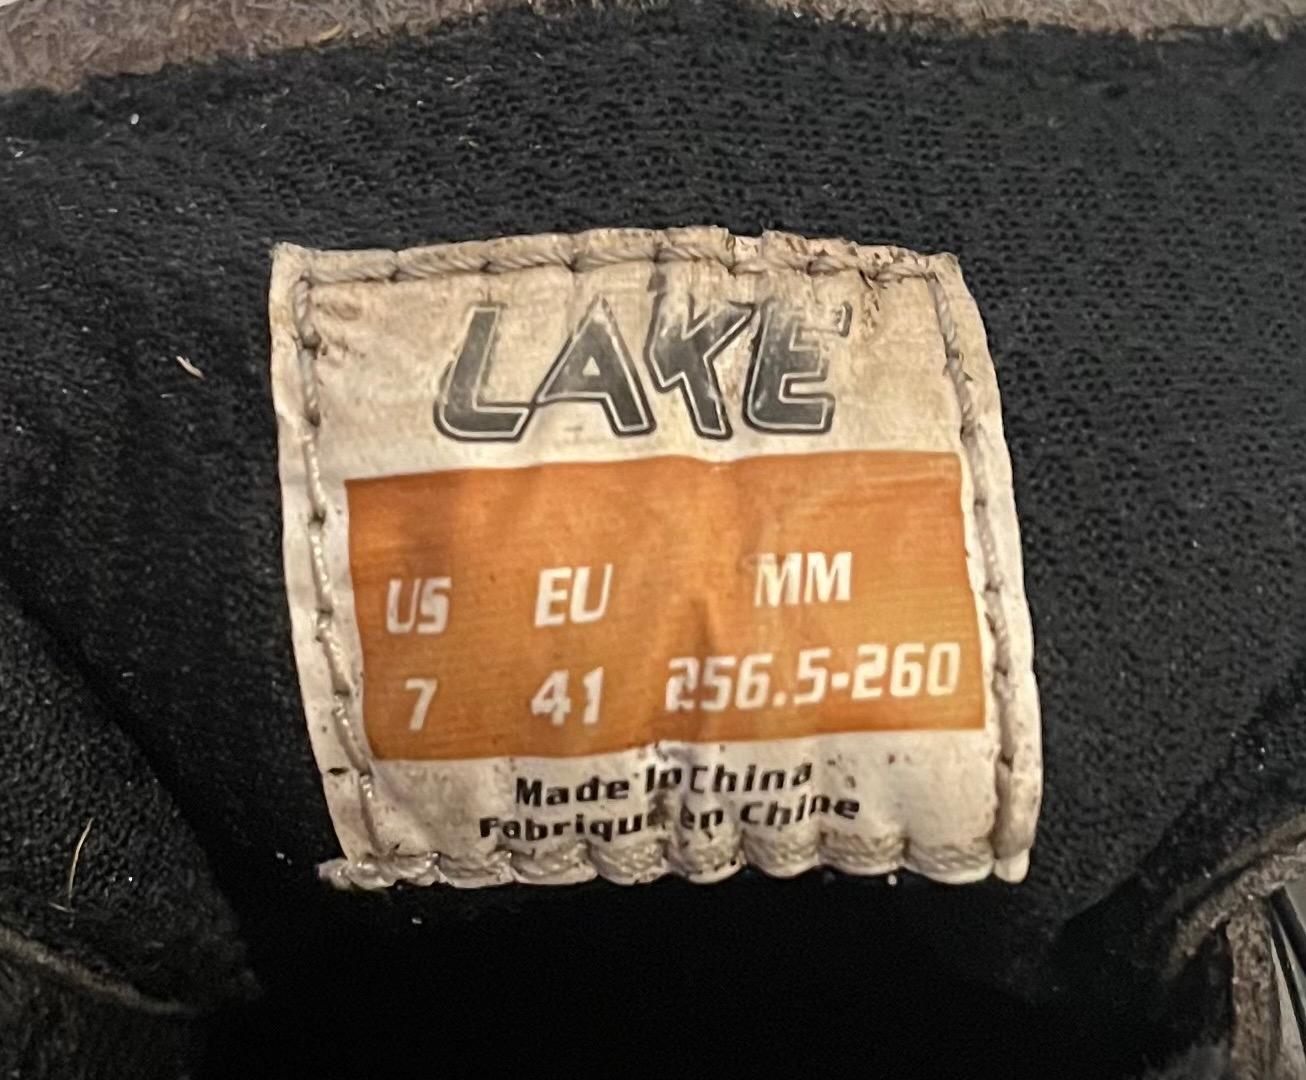 LAKE
US EU MM
7 41 256.5-260
Made In China
Fabriqué en Chine